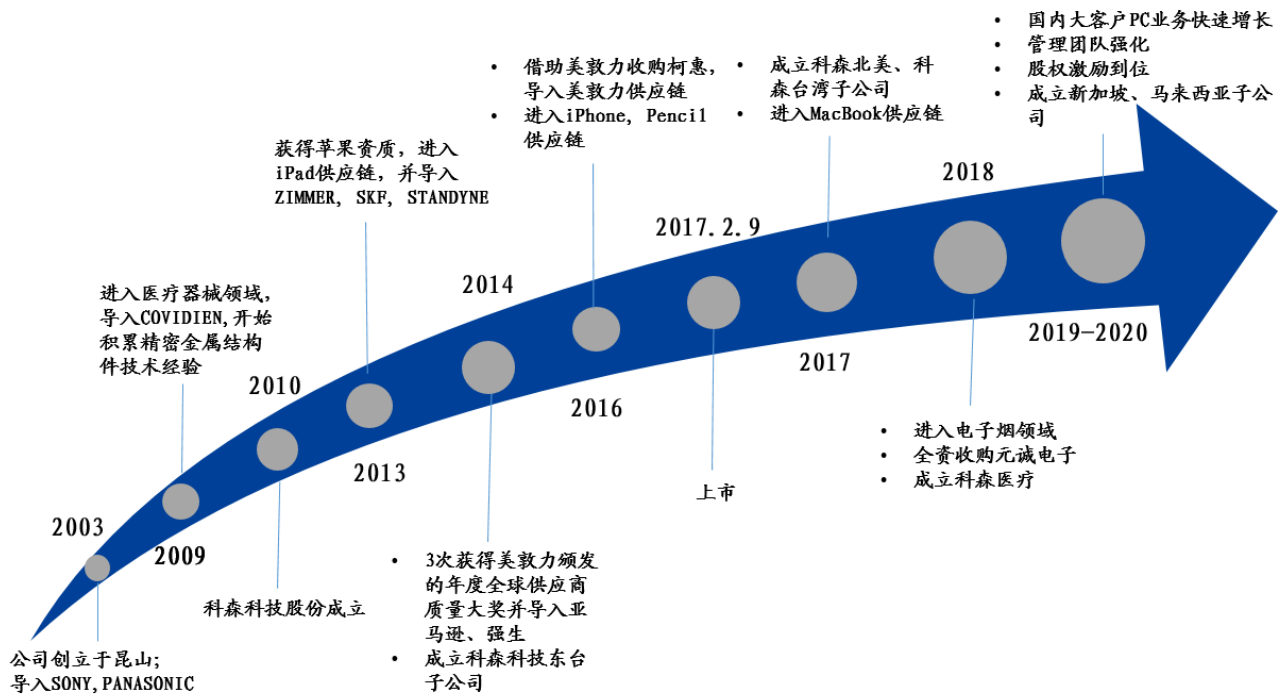 2003
公司创立于昆山;
导入SONY,PANASONIC
2009
进入医疗器械领域,
导入COVIDIEN,开始
积累精密金属结构
件技术经验
2010
科森科技股份成立
2013
获得苹果资质，进入
iPad供应链，并导入
ZIMMER, SKF, STANDYNE
2014
• 3次获得美敦力颁发
的年度全球供应商
质量大奖并导入亚
马逊、强生
• 成立科森科技东台
子公司
2016
• 借助美敦力收购柯惠，
导入美敦力供应链
• 进入iPhone, Pencil
供应链
2017.2.9
上市
2017
• 成立科森北美、科
森台湾子公司
• 进入MacBook供应链
2018
• 进入电子烟领域
• 全资收购元诚电子
• 成立科森医疗
2019-2020
• 国内大客户PC业务快速增长
• 管理团队强化
• 股权激励到位
• 成立新加坡、马来西亚子公
司